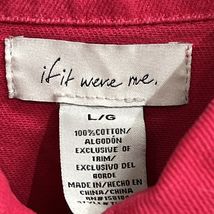 if it were me.
L/G
100%COTTON/
ALGODÓN
EXCLUSIVE OF
TRIM/
EXCLUSIVO DEL
BORDE
MADE IN/HECHO EN
CHINA/CHINA